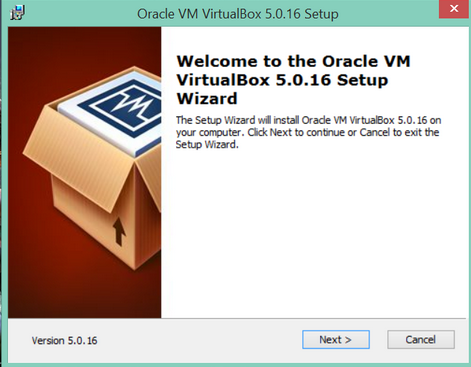 Oracle VM VirtualBox 5.0.16 Setup
Welcome to the Oracle VM
VirtualBox 5.0.16 Setup
Wizard
The Setup Wizard will install Oracle VM VirtualBox 5.0.16 on
your computer. Click Next to continue or Cancel to exit the
Setup Wizard.
Version 5.0.16
Next >
Cancel